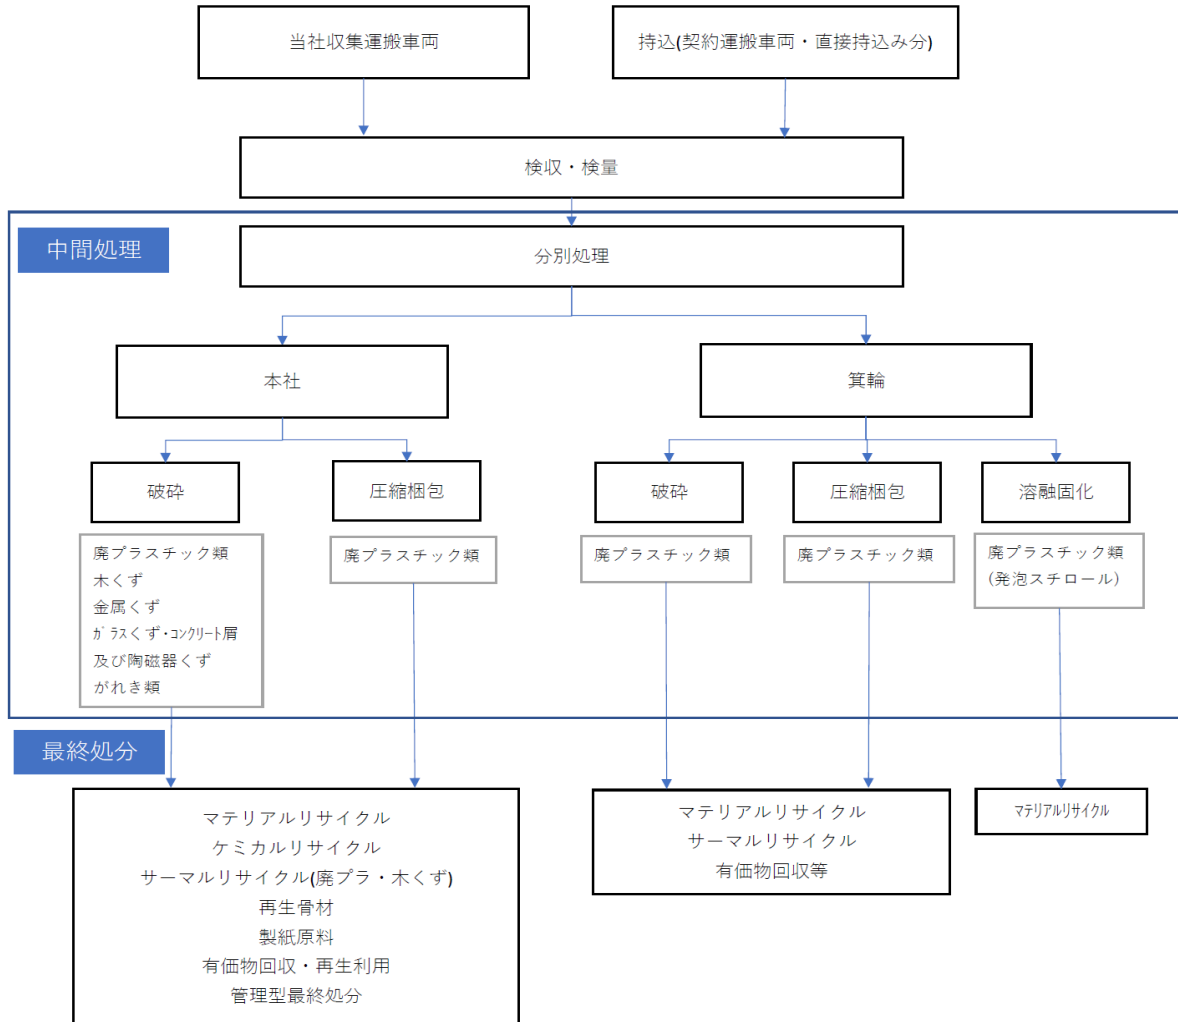 当社収集運搬車両
持込(契約運搬車両・直接持込み分)
検収・検量
中間処理
分別処理
本社
箕輪
破砕
圧縮梱包
破砕
圧縮梱包
溶融固化
廃プラスチック類
木くず
金属くず
ｶﾞﾗｽくず・ｺﾝｸﾘｰﾄ屑
及び陶磁器くず
がれき類
廃プラスチック類
廃プラスチック類
廃プラスチック類
廃プラスチック類
(発泡スチロール)
最終処分
マテリアルリサイクル
ケミカルリサイクル
サーマルリサイクル(廃プラ・木くず)
再生骨材
製紙原料
有価物回収・再生利用
管理型最終処分
マテリアルリサイクル
サーマルリサイクル
有価物回収等
ﾏﾃﾘｱﾙﾘｻｲｸﾙ